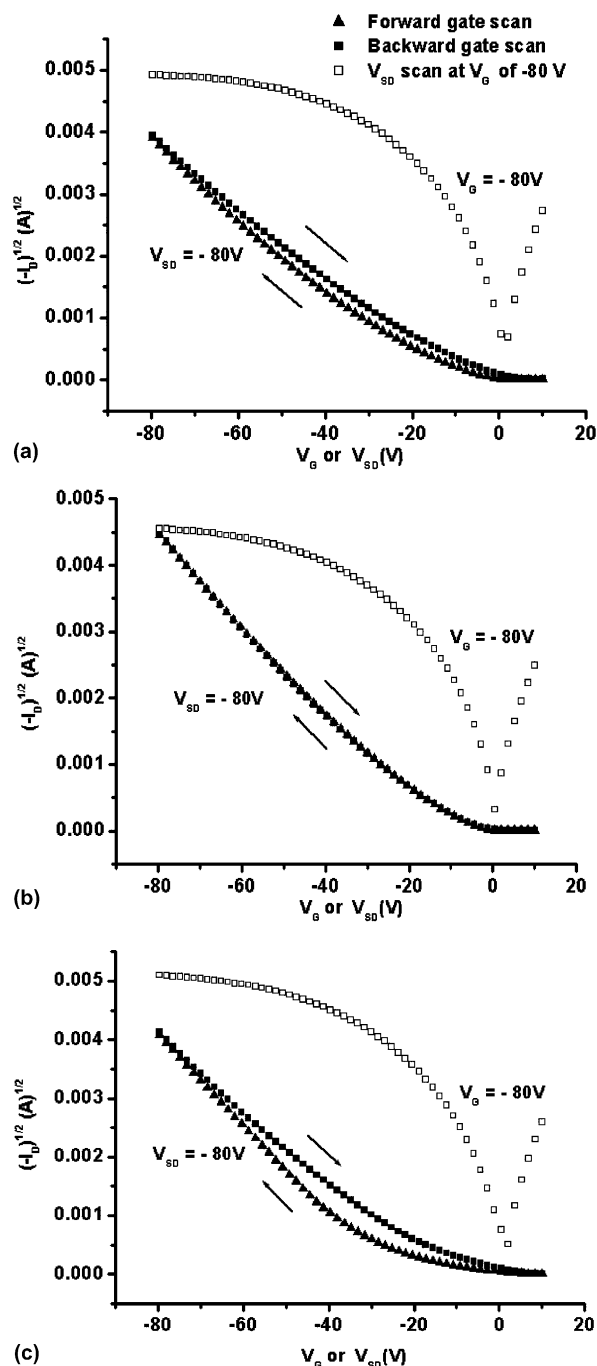 Forward gate scan
Backward gate scan
V_SD scan at V_G of -80 V
0.005
0.004
0.003
0.002
0.001
0.000
(-I_D)^1/2 (A)^1/2
V_G = - 80V
V_SD = - 80V
-80 -60 -40 -20 0 20
(a)
V_G or V_SD(V)
0.005
0.004
0.003
0.002
0.001
0.000
(-I_D)^1/2 (A)^1/2
V_G = - 80V
V_SD = - 80V
-80 -60 -40 -20 0 20
(b)
V_G or V_SD(V)
0.005
0.004
0.003
0.002
0.001
0.000
(-I_D)^1/2 (A)^1/2
V_G = - 80V
V_SD = - 80V
-80 -60 -40 -20 0 20
(c)
V_G or V_SD(V)